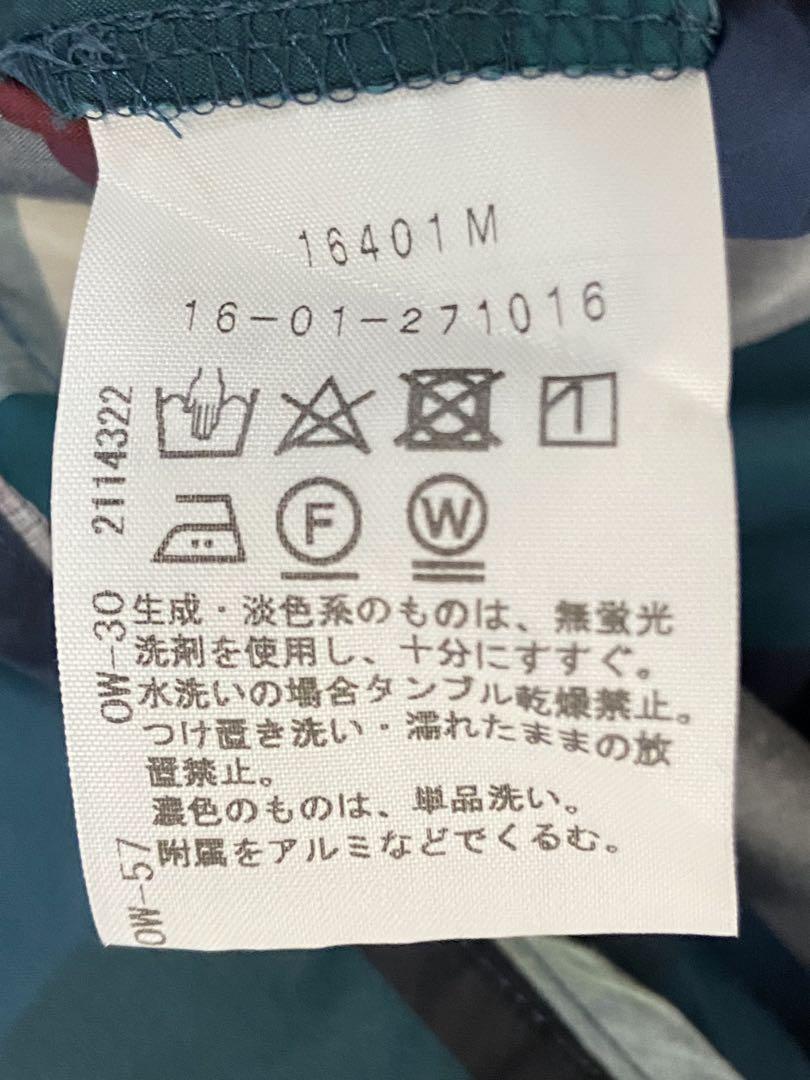 16401M
16-01-271016
2114322
F
W
OW-30
生成・淡色系のものは、無蛍光
洗剤を使用し、十分にすすぐ。
水洗いの場合タンブル乾燥禁止。
つけ置き洗い・濡れたままの放
置禁止。
濃色のものは、単品洗い。
附属をアルミなどでくるむ。
OW-57